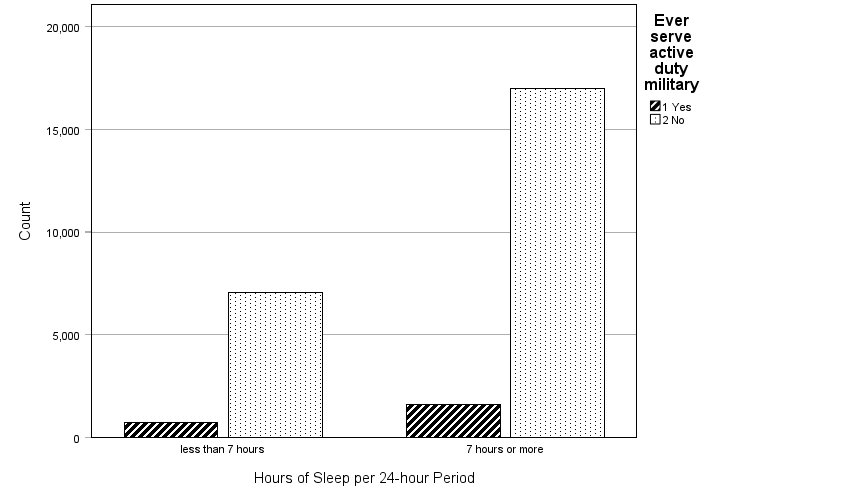 20,000
15,000
10,000
5,000
0
Count
less than 7 hours
7 hours or more
Hours of Sleep per 24-hour Period
Ever
serve
active
duty
military
1 Yes
2 No